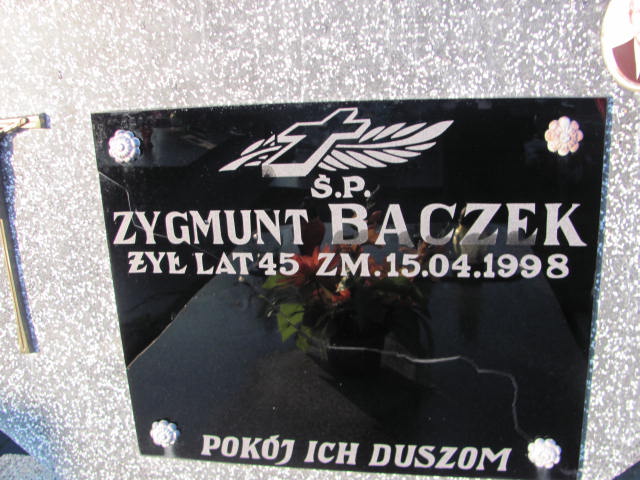 Ś.P.
ZYGMUNT BACZEK
ŻYŁ LAT 45 ZM. 15.04.1998
POKÓJ ICH DUSZOM